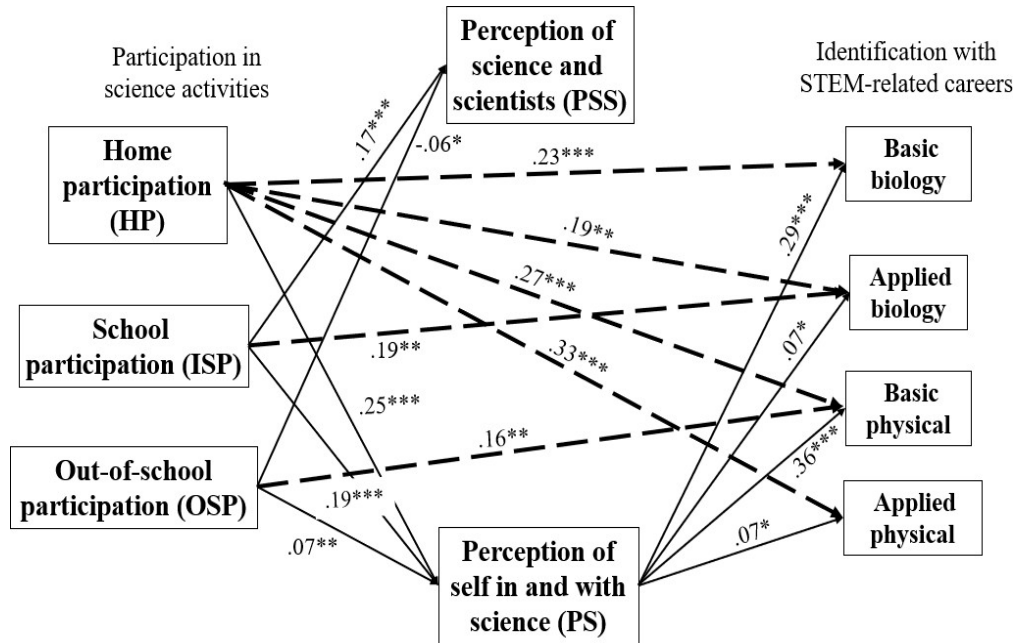 Participation in
science activities
Home
participation
(HP)
School
participation (ISP)
Out-of-school
participation (OSP)
Perception of
science and
scientists (PSS)
Perception of
self in and with
science (PS)
Identification with
STEM-related careers
Basic
biology
Applied
biology
Basic
physical
Applied
physical
.17***
-.06*
.23***
.19**
.27***
.33***
.19**
.25***
.16**
.19***
.07**
.29***
.07*
.36***
.07*